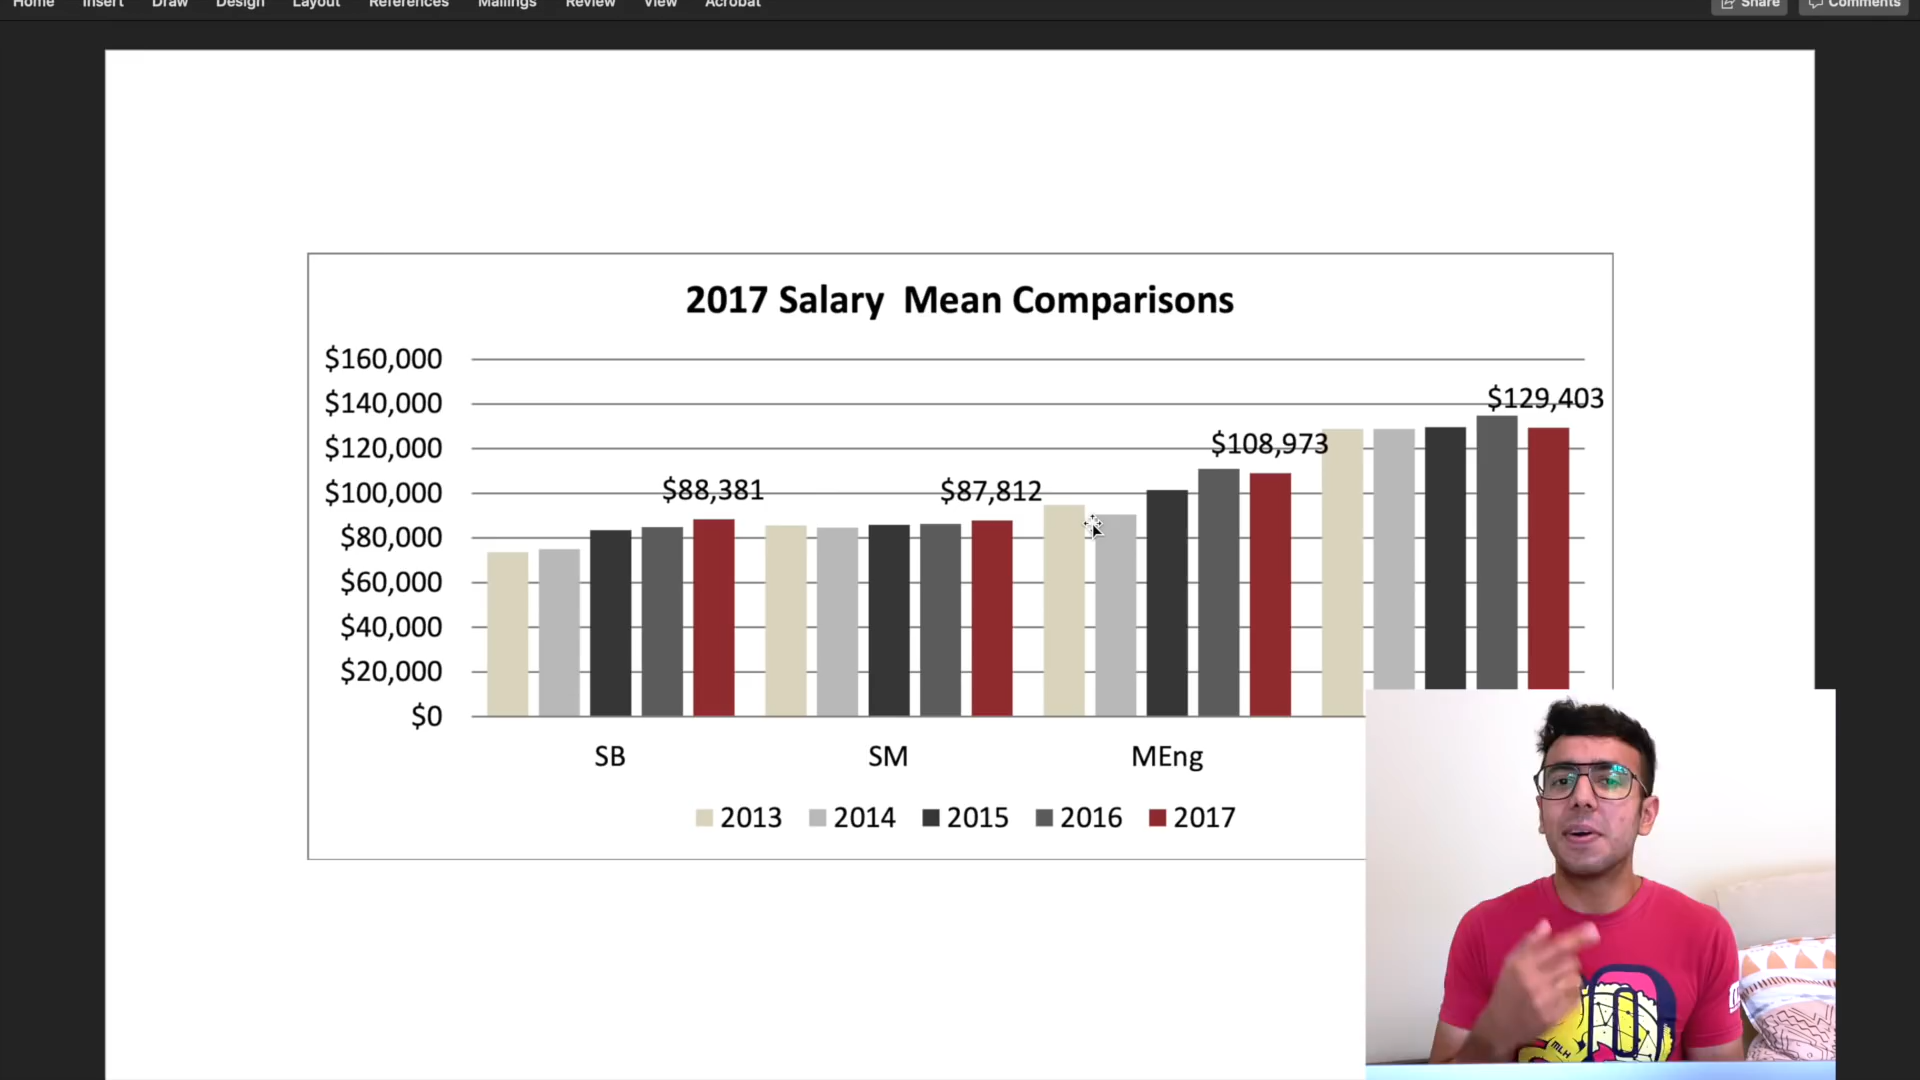 Home Insert Draw Design Layout References Mailings Review View Acrobat Share Comments
2017 Salary Mean Comparisons
$160,000
$140,000
$120,000
$100,000
$80,000
$60,000
$40,000
$20,000
$0
$88,381
$87,812
$108,973
$129,403
SB SM MEng
2013 2014 2015 2016 2017
MLH